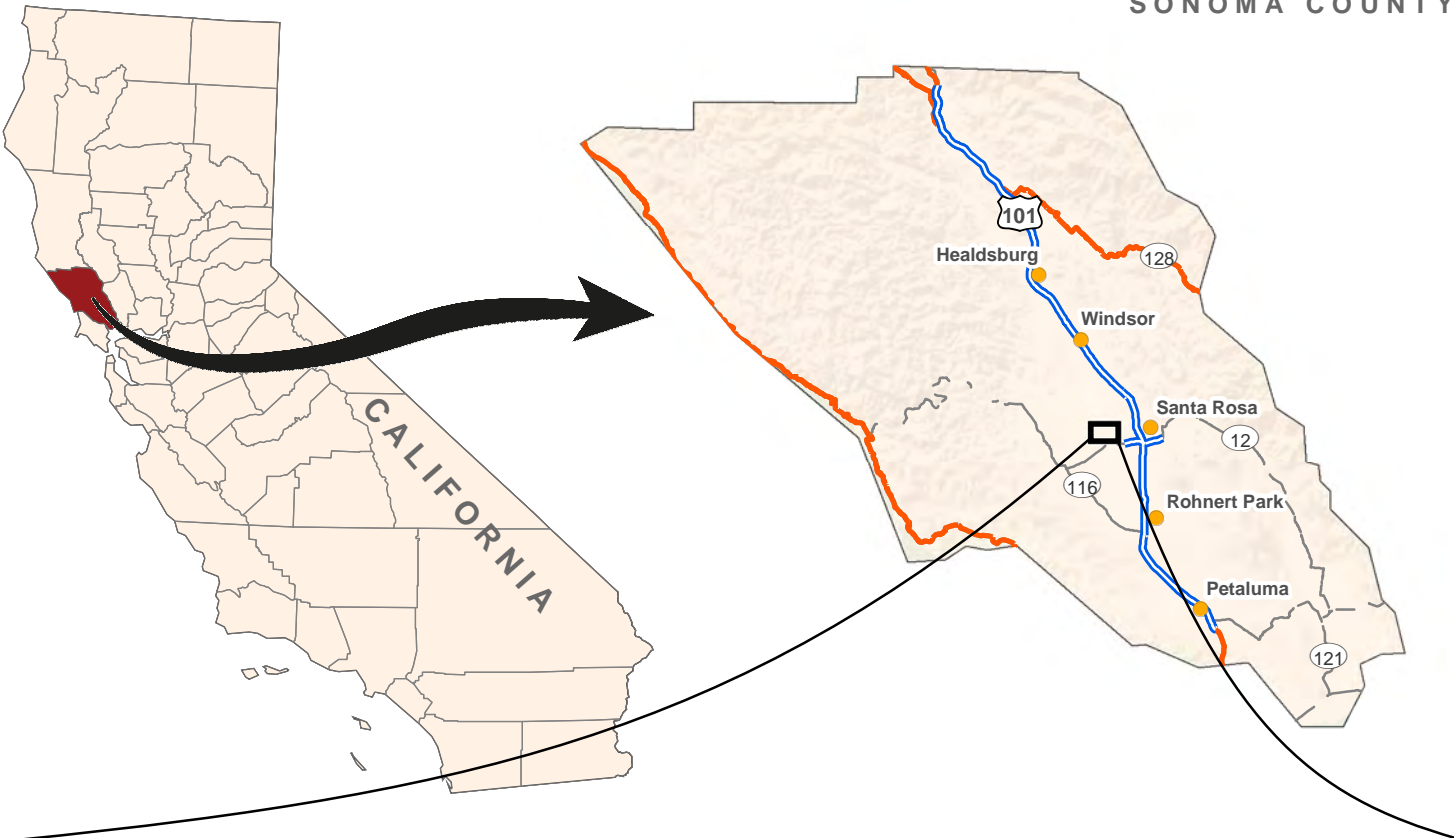 SONOMA COUNTY
101
Healdsburg
128
Windsor
Santa Rosa
12
116
Rohnert Park
Petaluma
121
CALIFORNIA